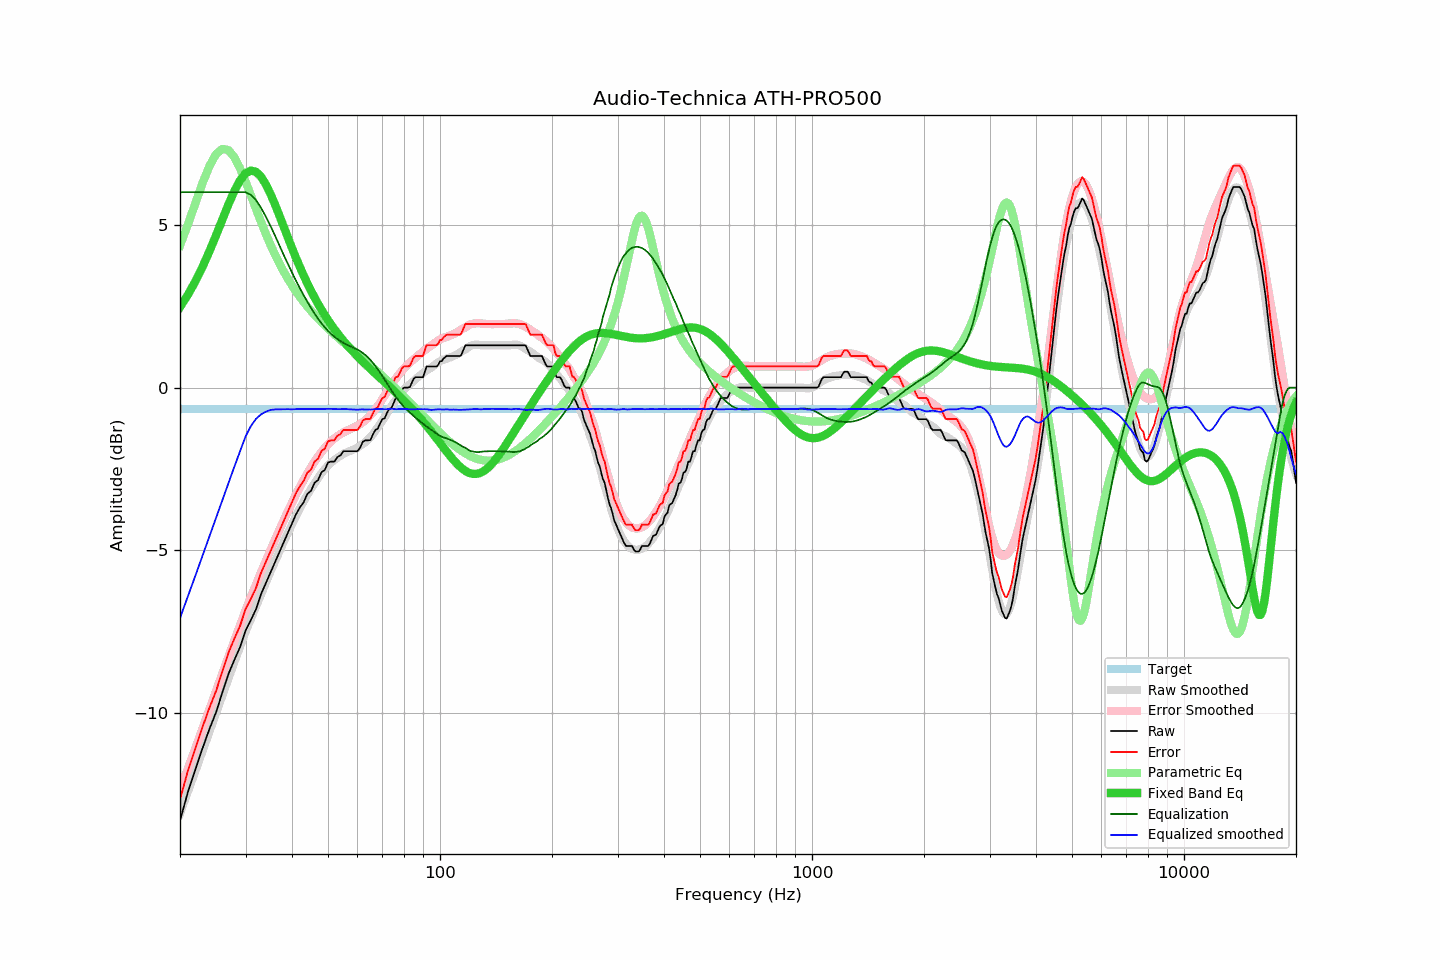 Audio-Technica ATH-PRO500
Amplitude (dBr)
5
0
−5
−10
100
1000
10000
Frequency (Hz)
Target
Raw Smoothed
Error Smoothed
Raw
Error
Parametric Eq
Fixed Band Eq
Equalization
Equalized smoothed